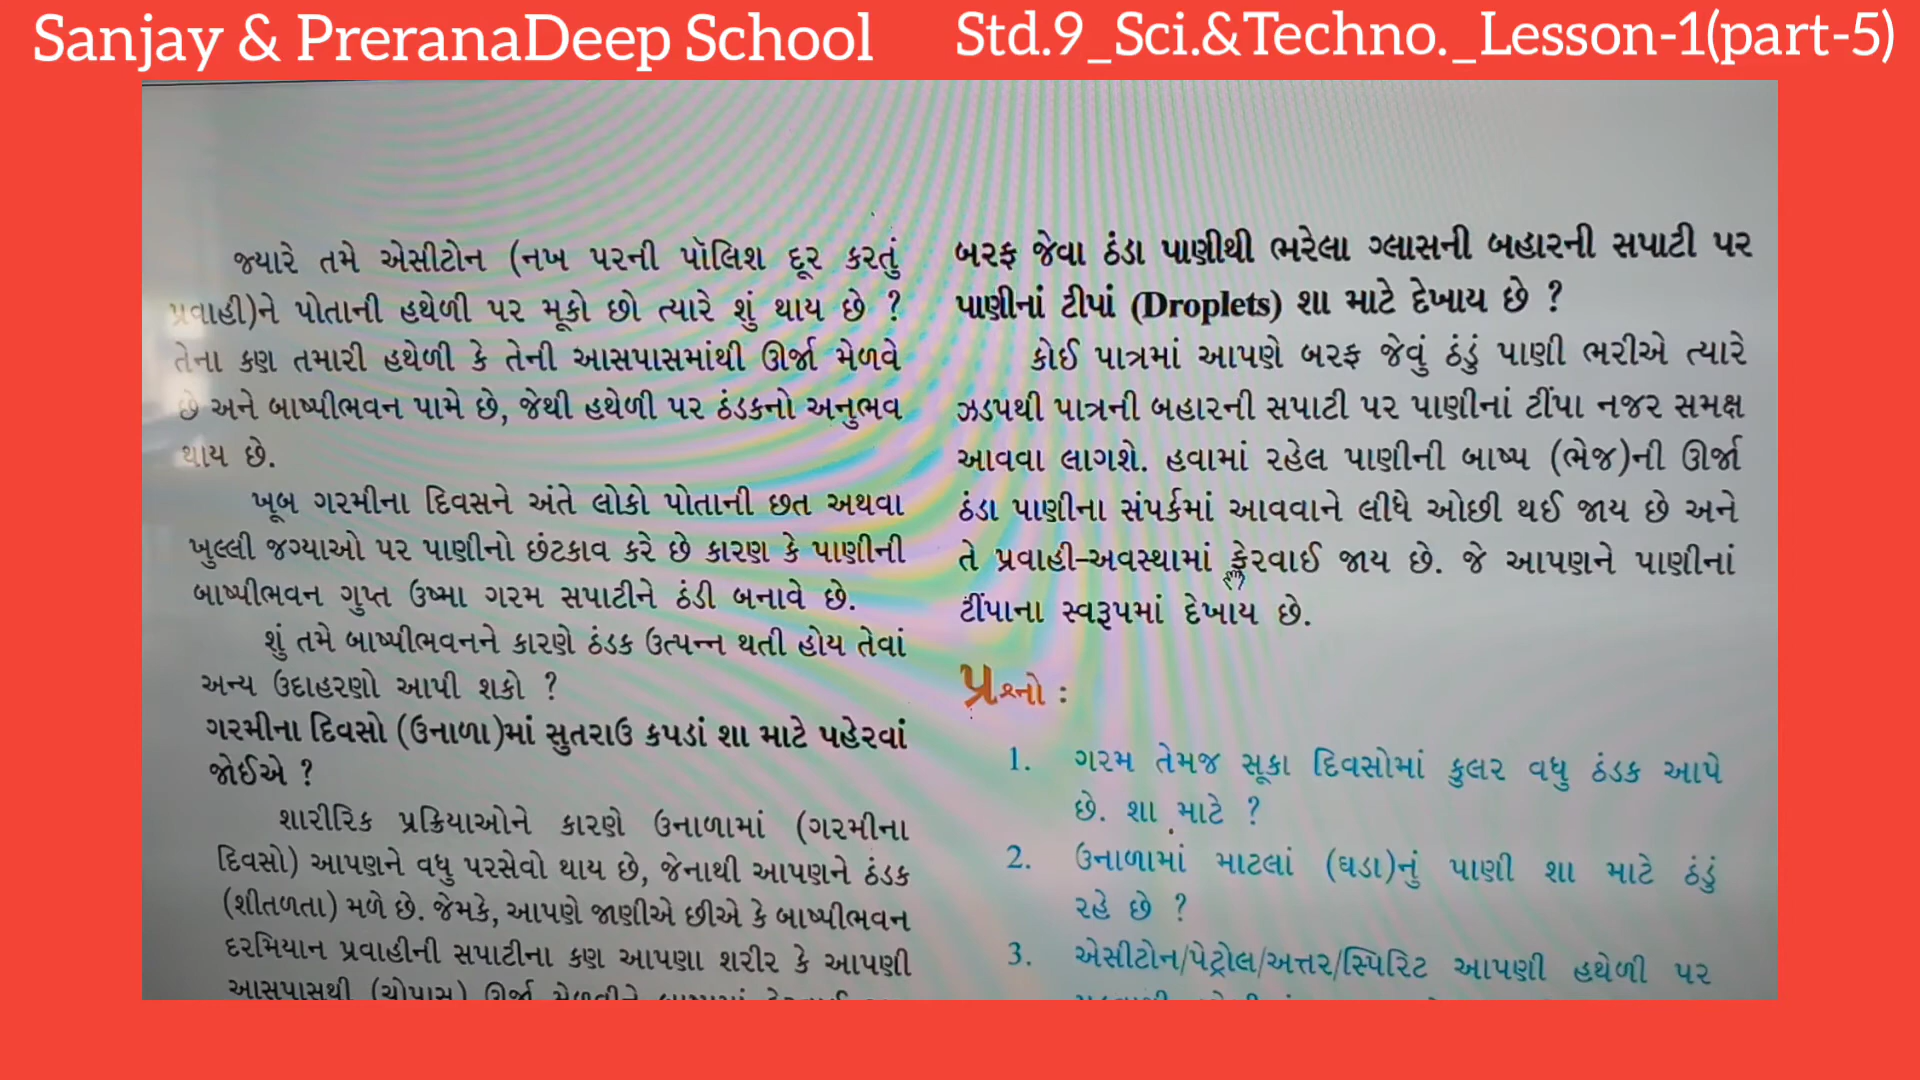 Sanjay & PreranaDeep School
Std.9_Sci.&Techno._Lesson-1(part-5)
જ્યારે તમે એસીટોન (નખ પરની પૉલિશ દૂર કરતું
પ્રવાહી)ને પોતાની હથેળી પર મૂકો છો ત્યારે શું થાય છે ?
તેના કણ તમારી હથેળી કે તેની આસપાસમાંથી ઊર્જા મેળવે
છે અને બાષ્પીભવન પામે છે, જેથી હથેળી પર ઠંડકનો અનુભવ
થાય છે.
ખૂબ ગરમીના દિવસને અંતે લોકો પોતાની છત અથવા
ખુલ્લી જગ્યાઓ પર પાણીનો છંટકાવ કરે છે કારણ કે પાણીની
બાષ્પીભવન ગુપ્ત ઉષ્મા ગરમ સપાટીને ઠંડી બનાવે છે.
શું તમે બાષ્પીભવનને કારણે ઠંડક ઉત્પન્ન થતી હોય તેવાં
અન્ય ઉદાહરણો આપી શકો ?
ગરમીના દિવસો (ઉનાળા)માં સુતરાઉ કપડાં શા માટે પહેરવાં
જોઈએ ?
શારીરિક પ્રક્રિયાઓને કારણે ઉનાળામાં (ગરમીના
દિવસો) આપણને વધુ પરસેવો થાય છે, જેનાથી આપણને ઠંડક
(શીતળતા) મળે છે. જેમકે, આપણે જાણીએ છીએ કે બાષ્પીભવન
દરમિયાન પ્રવાહીની સપાટીના કણ આપણા શરીર કે આપણી
આસપાસથી (ચોપાસ) ઊર્જા મેળવીને
બરફ જેવા ઠંડા પાણીથી ભરેલા ગ્લાસની બહારની સપાટી પર
પાણીનાં ટીપાં (Droplets) શા માટે દેખાય છે ?
કોઈ પાત્રમાં આપણે બરફ જેવું ઠંડું પાણી ભરીએ ત્યારે
ઝડપથી પાત્રની બહારની સપાટી પર પાણીનાં ટીંપા નજર સમક્ષ
આવવા લાગશે. હવામાં રહેલ પાણીની બાષ્પ (ભેજ)ની ઊર્જા
ઠંડા પાણીના સંપર્કમાં આવવાને લીધે ઓછી થઈ જાય છે અને
તે પ્રવાહી-અવસ્થામાં ફેરવાઈ જાય છે. જે આપણને પાણીનાં
ટીંપાના સ્વરૂપમાં દેખાય છે.
પ્રશ્નો :
1. ગરમ તેમજ સૂકા દિવસોમાં કુલર વધુ ઠંડક આપે
છે. શા માટે ?
2. ઉનાળામાં માટલાં (ઘડા)નું પાણી શા માટે ઠંડું
રહે છે ?
3. એસીટોન/પેટ્રોલ/અત્તર/સ્પિરિટ આપણી હથેળી પર